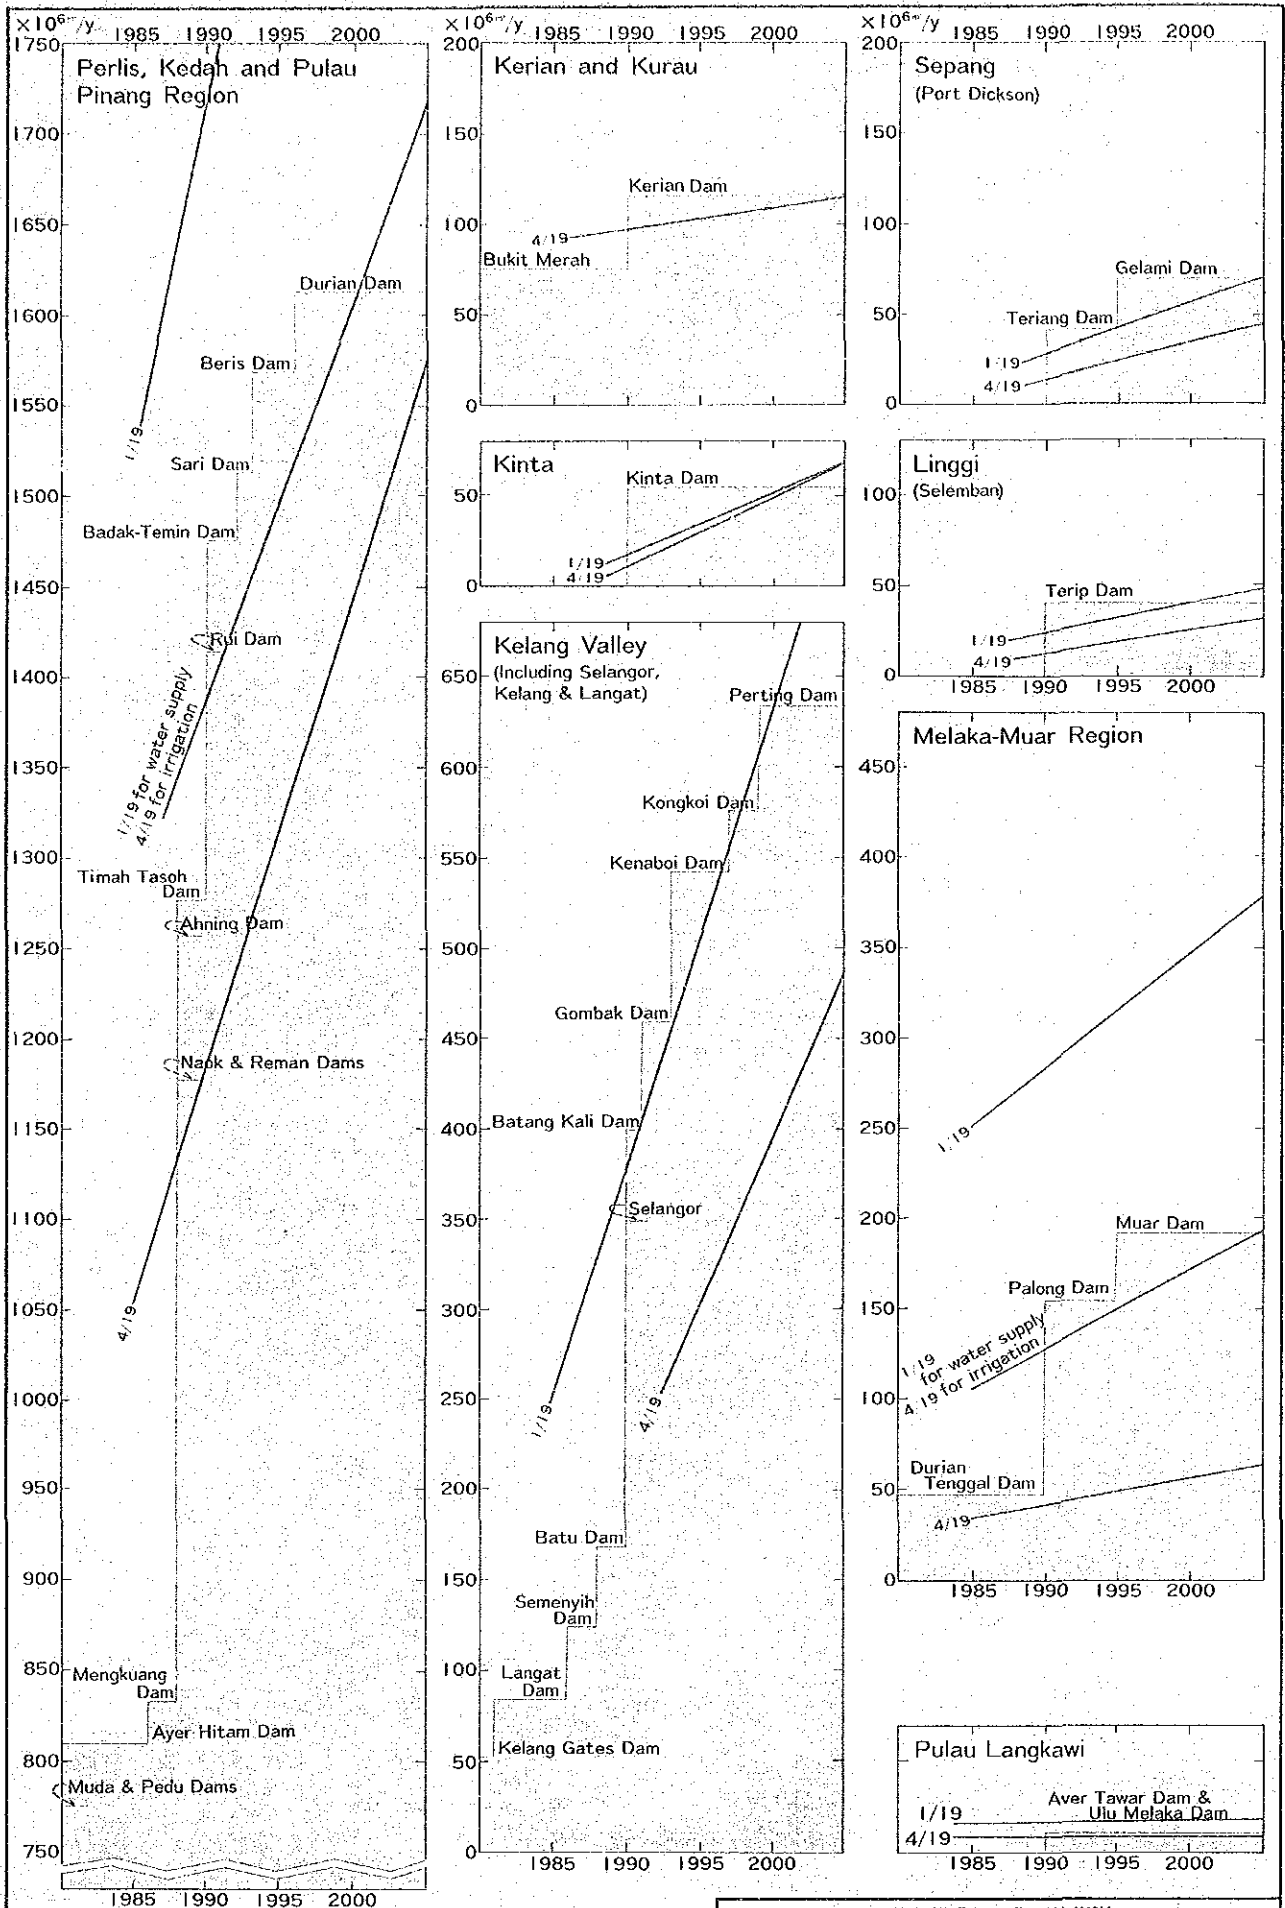 ×10⁶m³/y 1985 1990 1995 2000
1750
Perlis, Kedah and Pulau
Pinang Region
1700
1650
Durian Dam
1600
Beris Dam
1550
1/19
Sari Dam
1500
Badak-Temin Dam
1450
Rui Dam
1400
1/19 for water supply
4/19 for irrigation
1350
1300
Timah Tasoh
Dam
Ahning Dam
1250
1200
Naok & Reman Dams
1150
1100
1050
4/19
1000
950
900
850
Mengkuang
Dam
Ayer Hitam Dam
800
Muda & Pedu Dams
750
1985 1990 1995 2000
×10⁶m³/y 1985 1990 1995 2000
200
Kerian and Kurau
150
Kerian Dam
100
4/19
Bukit Merah
50
0
Kinta
Kinta Dam
50
1/19
4/19
0
Kelang Valley
(Including Selangor,
Kelang & Langat)
650
Perting Dam
600
Kongkoi Dam
Kenaboi Dam
550
500
Gombak Dam
450
Batang Kali Dam
400
Selangor
350
300
250
1/19
4/19
200
Batu Dam
150
Semenyih
Dam
100
Langat
Dam
Kelang Gates Dam
50
0
1985 1990 1995 2000
×10⁶m³/y 1985 1990 1995 2000
200
Sepang
(Port Dickson)
150
100
Gelami Dam
50
Teriang Dam
1/19
4/19
0
Linggi
(Selemban)
100
50
Terip Dam
1/19
4/19
0
1985 1990 1995 2000
Melaka-Muar Region
450
400
350
300
250
1/19
200
Muar Dam
150
Palong Dam
1/19
for water supply
4/19 for irrigation
100
Durian
Tenggal Dam
50
4/19
0
1985 1990 1995 2000
Pulau Langkawi
Aver Tawar Dam &
Ulu Melaka Dam
1/19
4/19
1985 1990 1995 2000